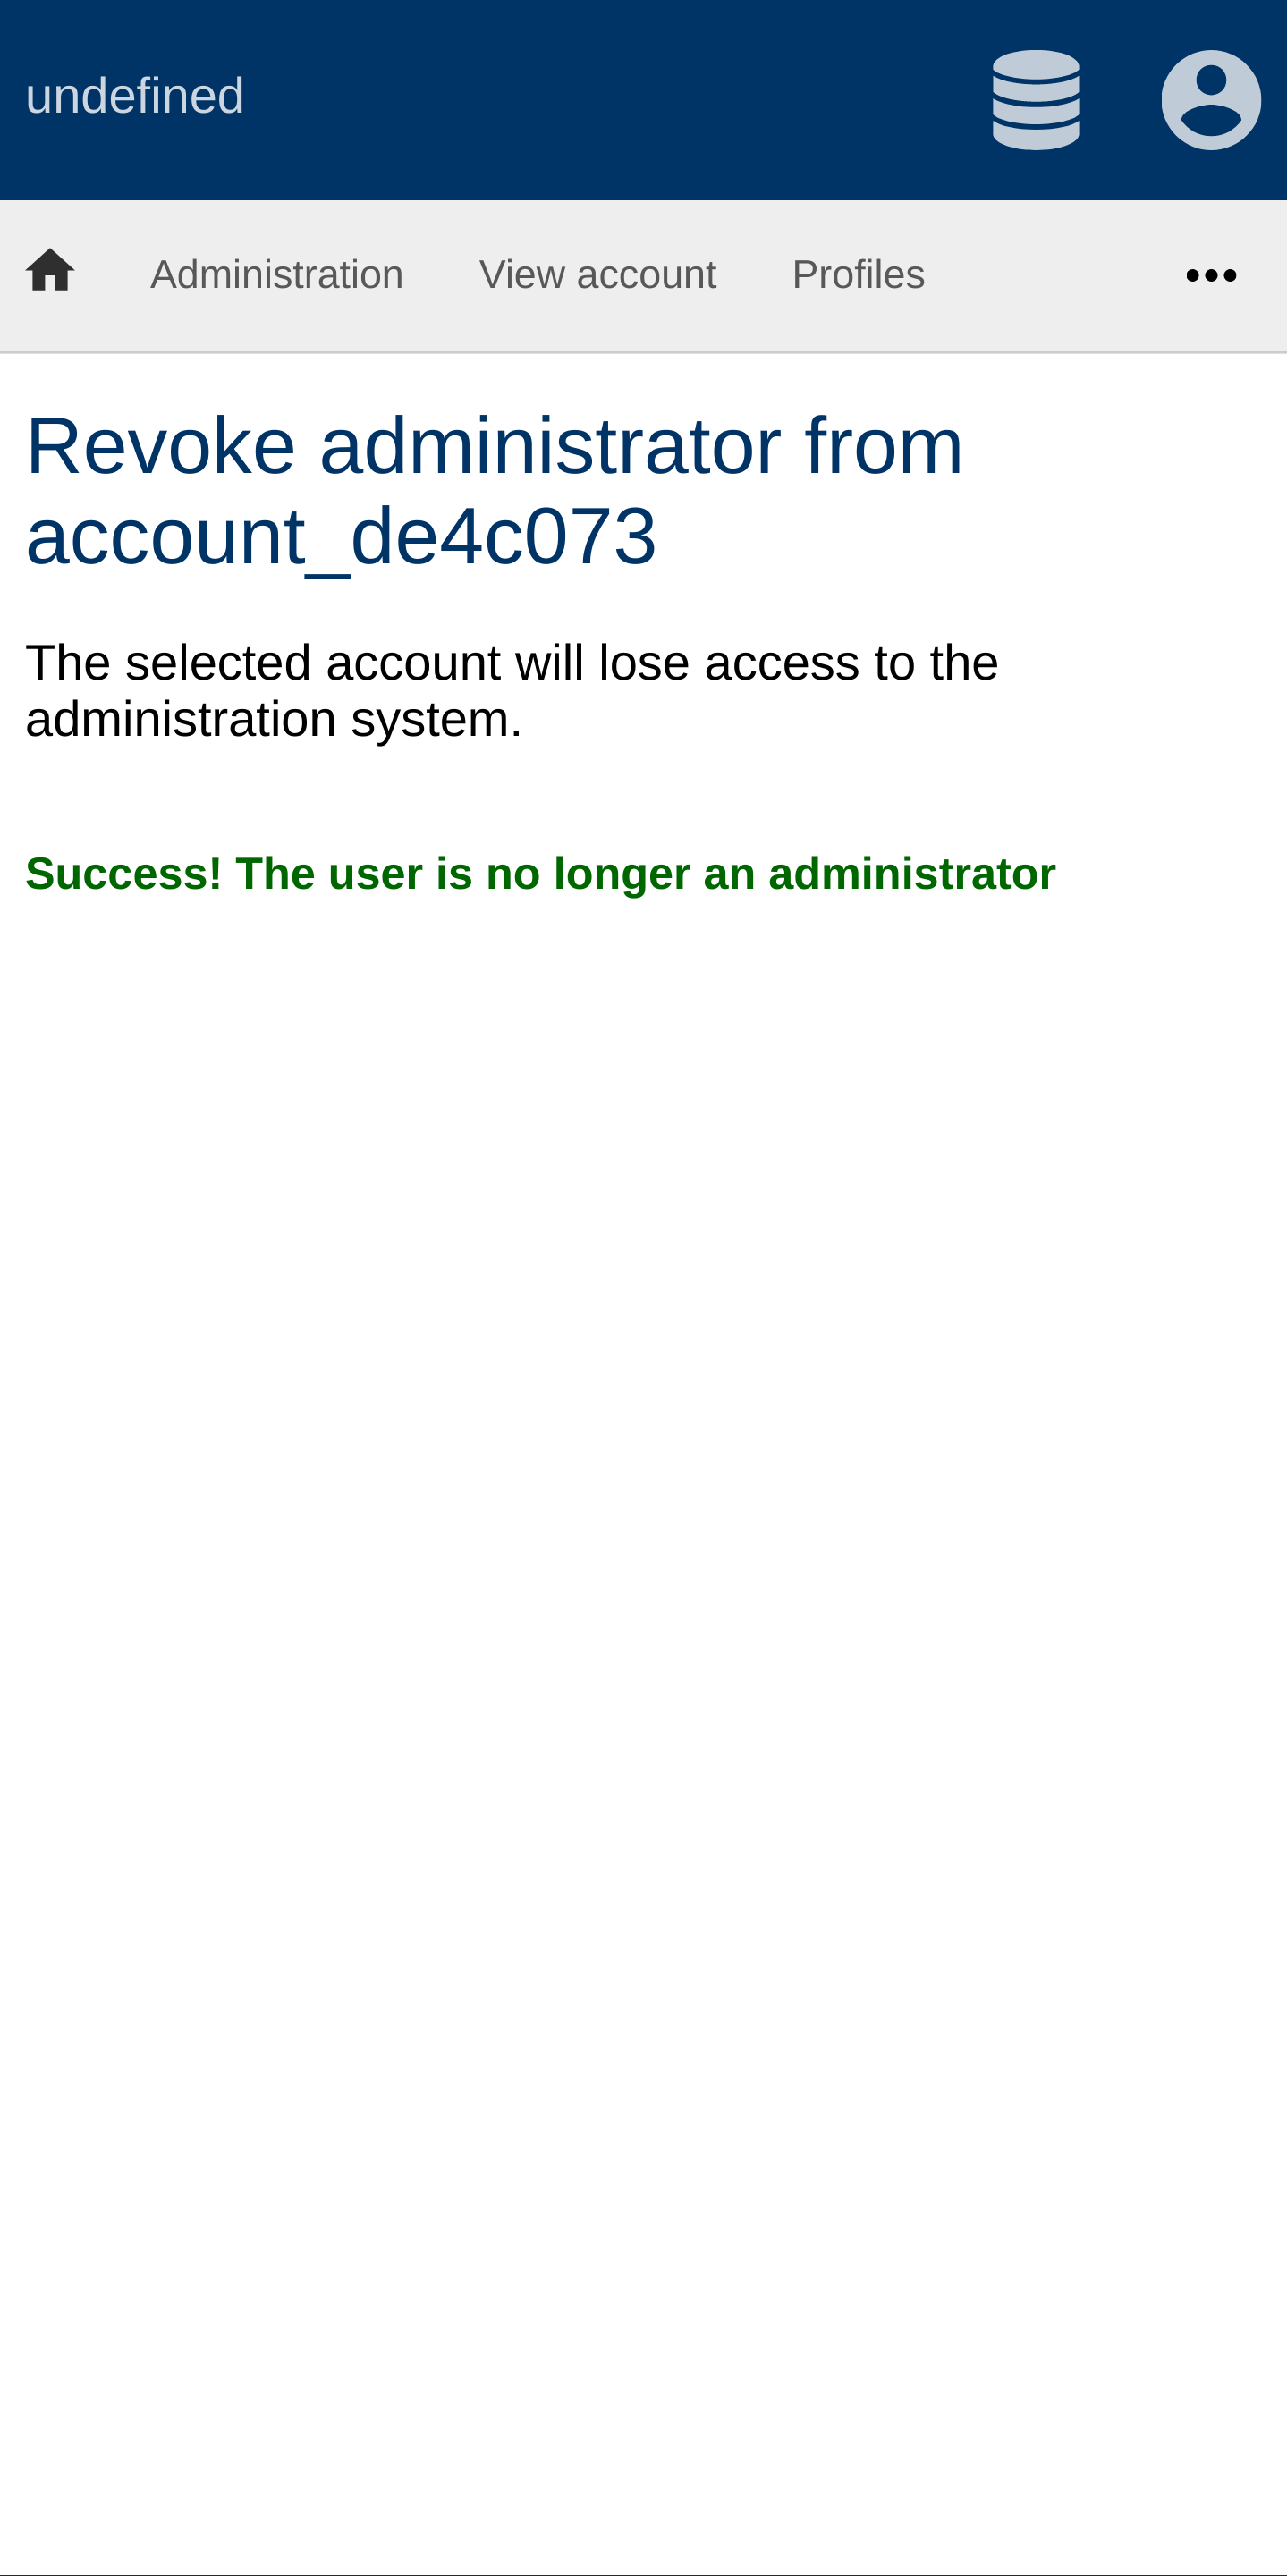 undefined
Administration View account Profiles
Revoke administrator from
account_de4c073
The selected account will lose access to the
administration system.
Success! The user is no longer an administrator